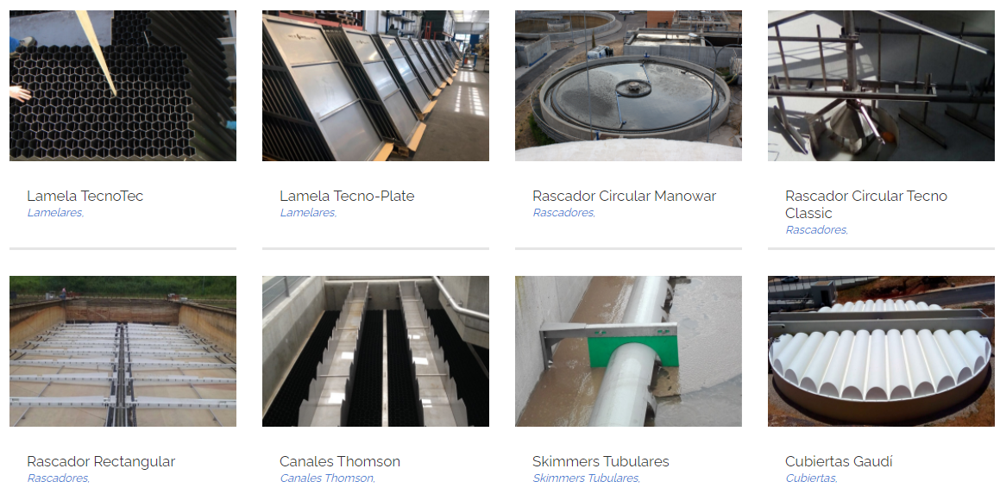 Lamela TecnoTec
Lamelares,
Lamela Tecno-Plate
Lamelares,
Rascador Circular Manowar
Rascadores,
Rascador Circular Tecno
Classic
Rascadores,
Rascador Rectangular
Rascadores,
Canales Thomson
Canales Thomson,
Skimmers Tubulares
Skimmers Tubulares,
Cubiertas Gaudí
Cubiertas,